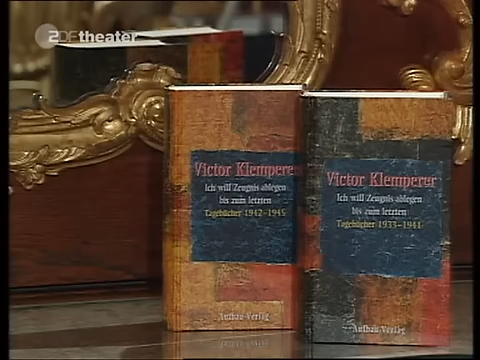 ZDFtheater
Victor Klemperer
Ich will Zeugnis ablegen
bis zum letzten
Tagebücher 1942-1945
Aufbau-Verlag
Victor Klemperer
Ich will Zeugnis ablegen
bis zum letzten
Tagebücher 1933-1941
Aufbau-Verlag